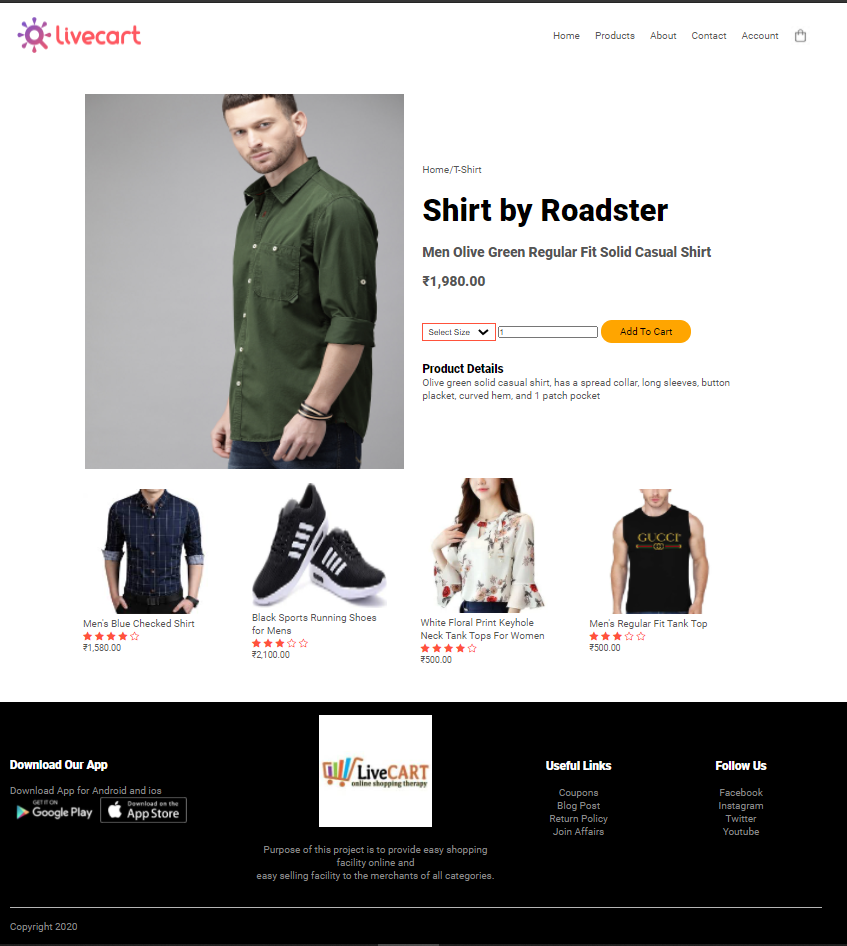 livecart
Home Products About Contact Account
Home/T-Shirt
Shirt by Roadster
Men Olive Green Regular Fit Solid Casual Shirt
₹1,980.00
Select Size 1 Add To Cart
Product Details
Olive green solid casual shirt, has a spread collar, long sleeves, button
placket, curved hem, and 1 patch pocket
GUCCI
Men's Blue Checked Shirt
₹1,580.00
Black Sports Running Shoes
for Mens
₹2,100.00
White Floral Print Keyhole
Neck Tank Tops For Women
₹500.00
Men's Regular Fit Tank Top
₹500.00
Download Our App
Download App for Android and ios
GET IT ON
Google Play
Download on the
App Store
LiveCART
online shopping therapy
Purpose of this project is to provide easy shopping
facility online and
easy selling facility to the merchants of all categories.
Useful Links
Coupons
Blog Post
Return Policy
Join Affairs
Follow Us
Facebook
Instagram
Twitter
Youtube
Copyright 2020